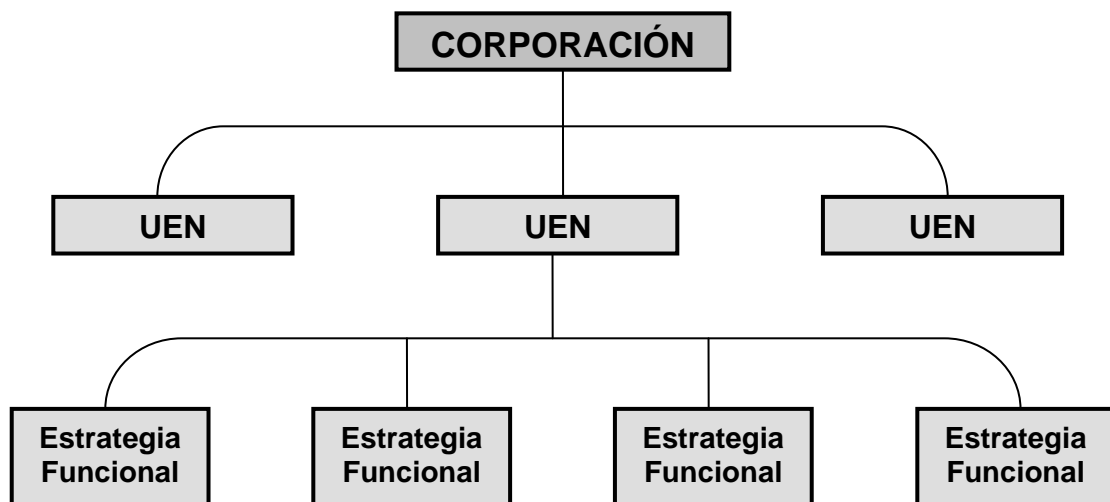 CORPORACIÓN
UEN
UEN
UEN
Estrategia
Funcional
Estrategia
Funcional
Estrategia
Funcional
Estrategia
Funcional